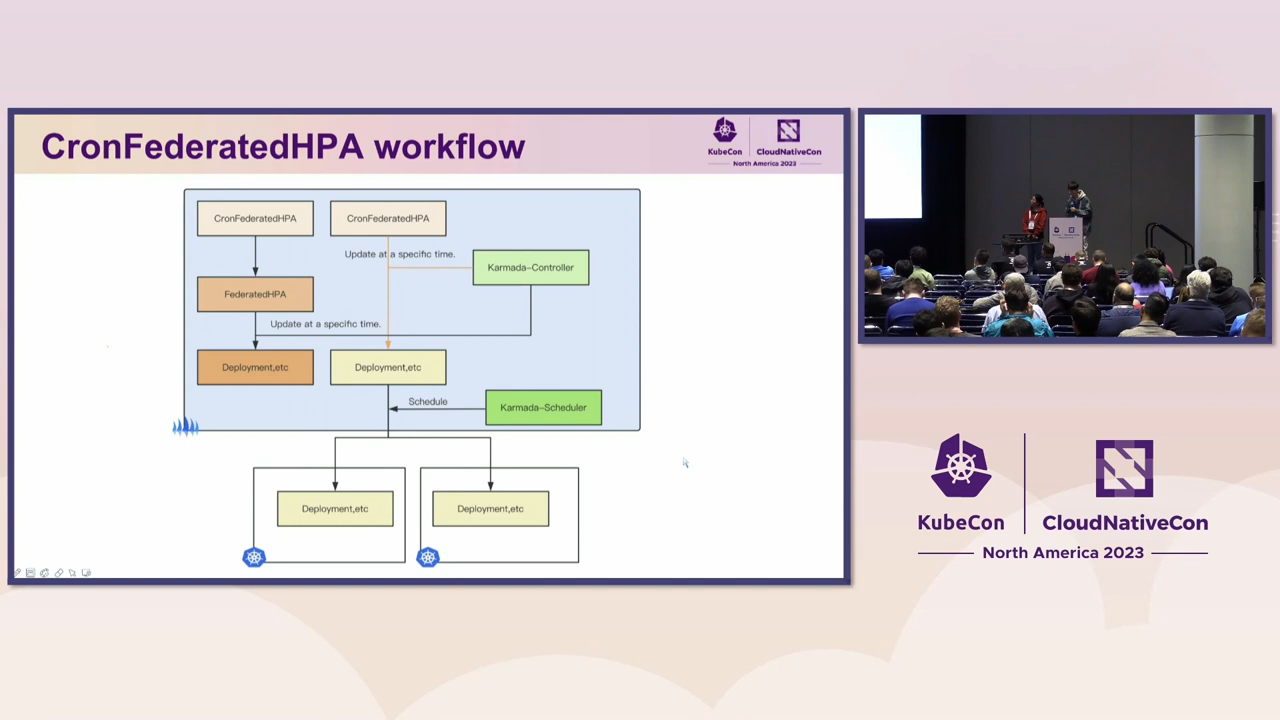 CronFederatedHPA workflow
KubeCon
CloudNativeCon
North America 2023
CronFederatedHPA
CronFederatedHPA
Update at a specific time.
Karmada-Controller
FederatedHPA
Update at a specific time.
Deployment,etc
Deployment,etc
Schedule
Karmada-Scheduler
Deployment,etc
Deployment,etc
KubeCon
CloudNativeCon
North America 2023